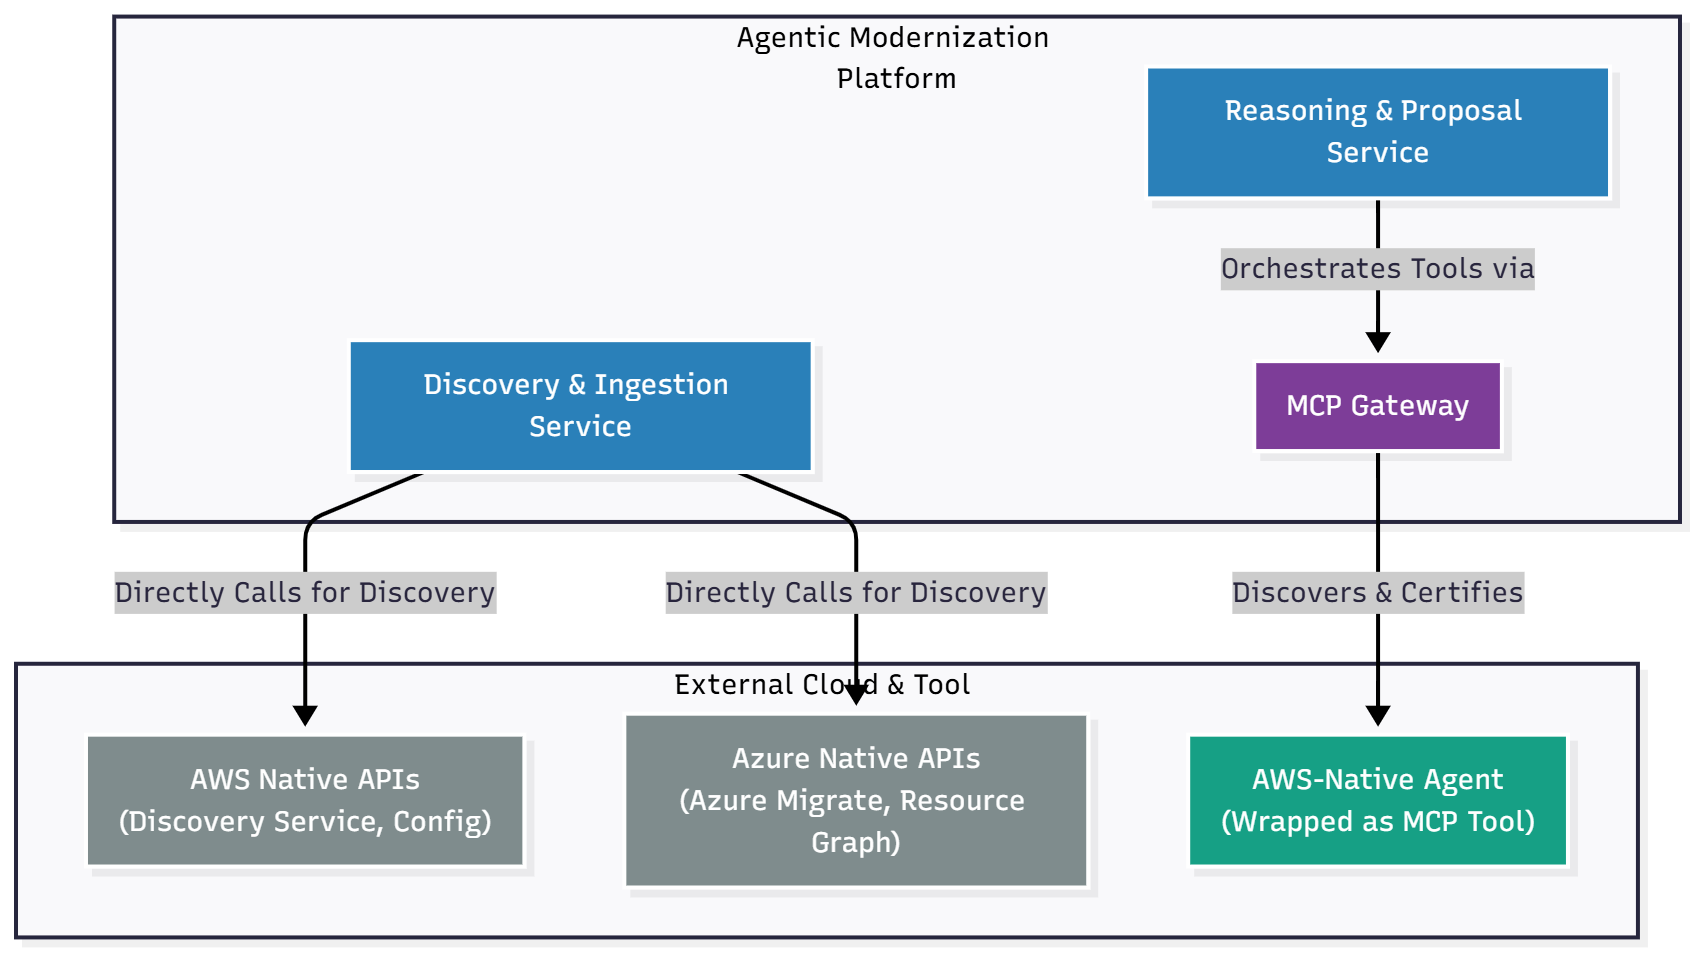 Agentic Modernization
Platform
Reasoning & Proposal
Service
Orchestrates Tools via
Discovery & Ingestion
Service
MCP Gateway
Directly Calls for Discovery
Directly Calls for Discovery
Discovers & Certifies
External Cloud & Tool
AWS Native APIs
(Discovery Service, Config)
Azure Native APIs
(Azure Migrate, Resource
Graph)
AWS-Native Agent
(Wrapped as MCP Tool)